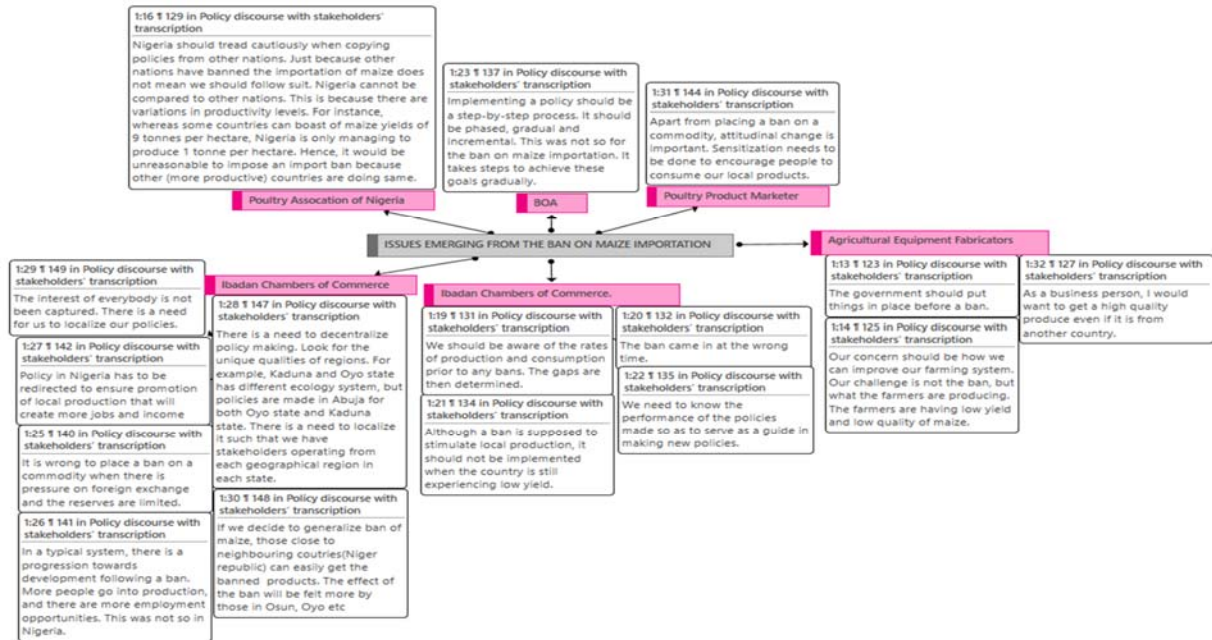 1:16 ¶ 129 in Policy discourse with stakeholders'
transcription
Nigeria should tread cautiously when copying
policies from other nations. Just because other
nations have banned the importation of maize does
not mean we should follow suit. Nigeria cannot be
compared to other nations. This is because there are
variations in productivity levels. For instance,
whereas some countries can boast of maize yields of
9 tonnes per hectare, Nigeria is only managing to
produce 1 tonne per hectare. Hence, it would be
unreasonable to impose an import ban because
other (more productive) countries are doing same.
Poultry Assocation of Nigeria
1:23 ¶ 137 in Policy discourse with
stakeholders' transcription
Implementing a policy should be
a step-by-step process. It should
be phased, gradual and
incremental. This was not so for
the ban on maize importation. It
takes steps to achieve these
goals gradually.
BOA
1:31 ¶ 144 in Policy discourse with
stakeholders' transcription
Apart from placing a ban on a
commodity, attitudinal change is
important. Sensitization needs to
be done to encourage people to
consume our local products.
Poultry Product Marketer
ISSUES EMERGING FROM THE BAN ON MAIZE IMPORTATION
Agricultural Equipment Fabricators
1:13 ¶ 123 in Policy discourse with
stakeholders' transcription
The government should put
things in place before a ban.
1:14 ¶ 125 in Policy discourse with
stakeholders' transcription
Our concern should be how we
can improve our farming system.
Our challenge is not the ban, but
what the farmers are producing.
The farmers are having low yield
and low quality of maize.
1:32 ¶ 127 in Policy discourse with
stakeholders' transcription
As a business person, I would
want to get a high quality
produce even if it is from
another country.
Ibadan Chambers of Commerce
1:29 ¶ 149 in Policy discourse with
stakeholders' transcription
The interest of everybody is not
been captured. There is a need
for us to localize our policies.
1:27 ¶ 142 in Policy discourse with
stakeholders' transcription
Policy in Nigeria has to be
redirected to ensure promotion
of local production that will
create more jobs and income
1:25 ¶ 140 in Policy discourse with
stakeholders' transcription
It is wrong to place a ban on a
commodity when there is
pressure on foreign exchange
and the reserves are limited.
1:26 ¶ 141 in Policy discourse with
stakeholders' transcription
In a typical system, there is a
progression towards
development following a ban.
More people go into production,
and there are more employment
opportunities. This was not so in
Nigeria.
1:28 ¶ 147 in Policy discourse with
stakeholders' transcription
There is a need to decentralize
policy making. Look for the
unique qualities of regions. For
example, Kaduna and Oyo state
has different ecology system, but
policies are made in Abuja for
both Oyo state and Kaduna
state. There is a need to localize
it such that we have
stakeholders operating from
each geographical region in
each state.
1:30 ¶ 148 in Policy discourse with
stakeholders' transcription
If we decide to generalize ban of
maize, those close to
neighbouring coutries(Niger
republic) can easily get the
banned products. The effect of
the ban will be felt more by
those in Osun, Oyo etc
Ibadan Chambers of Commerce.
1:19 ¶ 131 in Policy discourse with
stakeholders' transcription
We should be aware of the rates
of production and consumption
prior to any bans. The gaps are
then determined.
1:21 ¶ 134 in Policy discourse with
stakeholders' transcription
Although a ban is supposed to
stimulate local production, it
should not be implemented
when the country is still
experiencing low yield.
1:20 ¶ 132 in Policy discourse with
stakeholders' transcription
The ban came in at the wrong
time.
1:22 ¶ 135 in Policy discourse with
stakeholders' transcription
We need to know the
performance of the policies
made so as to serve as a guide in
making new policies.